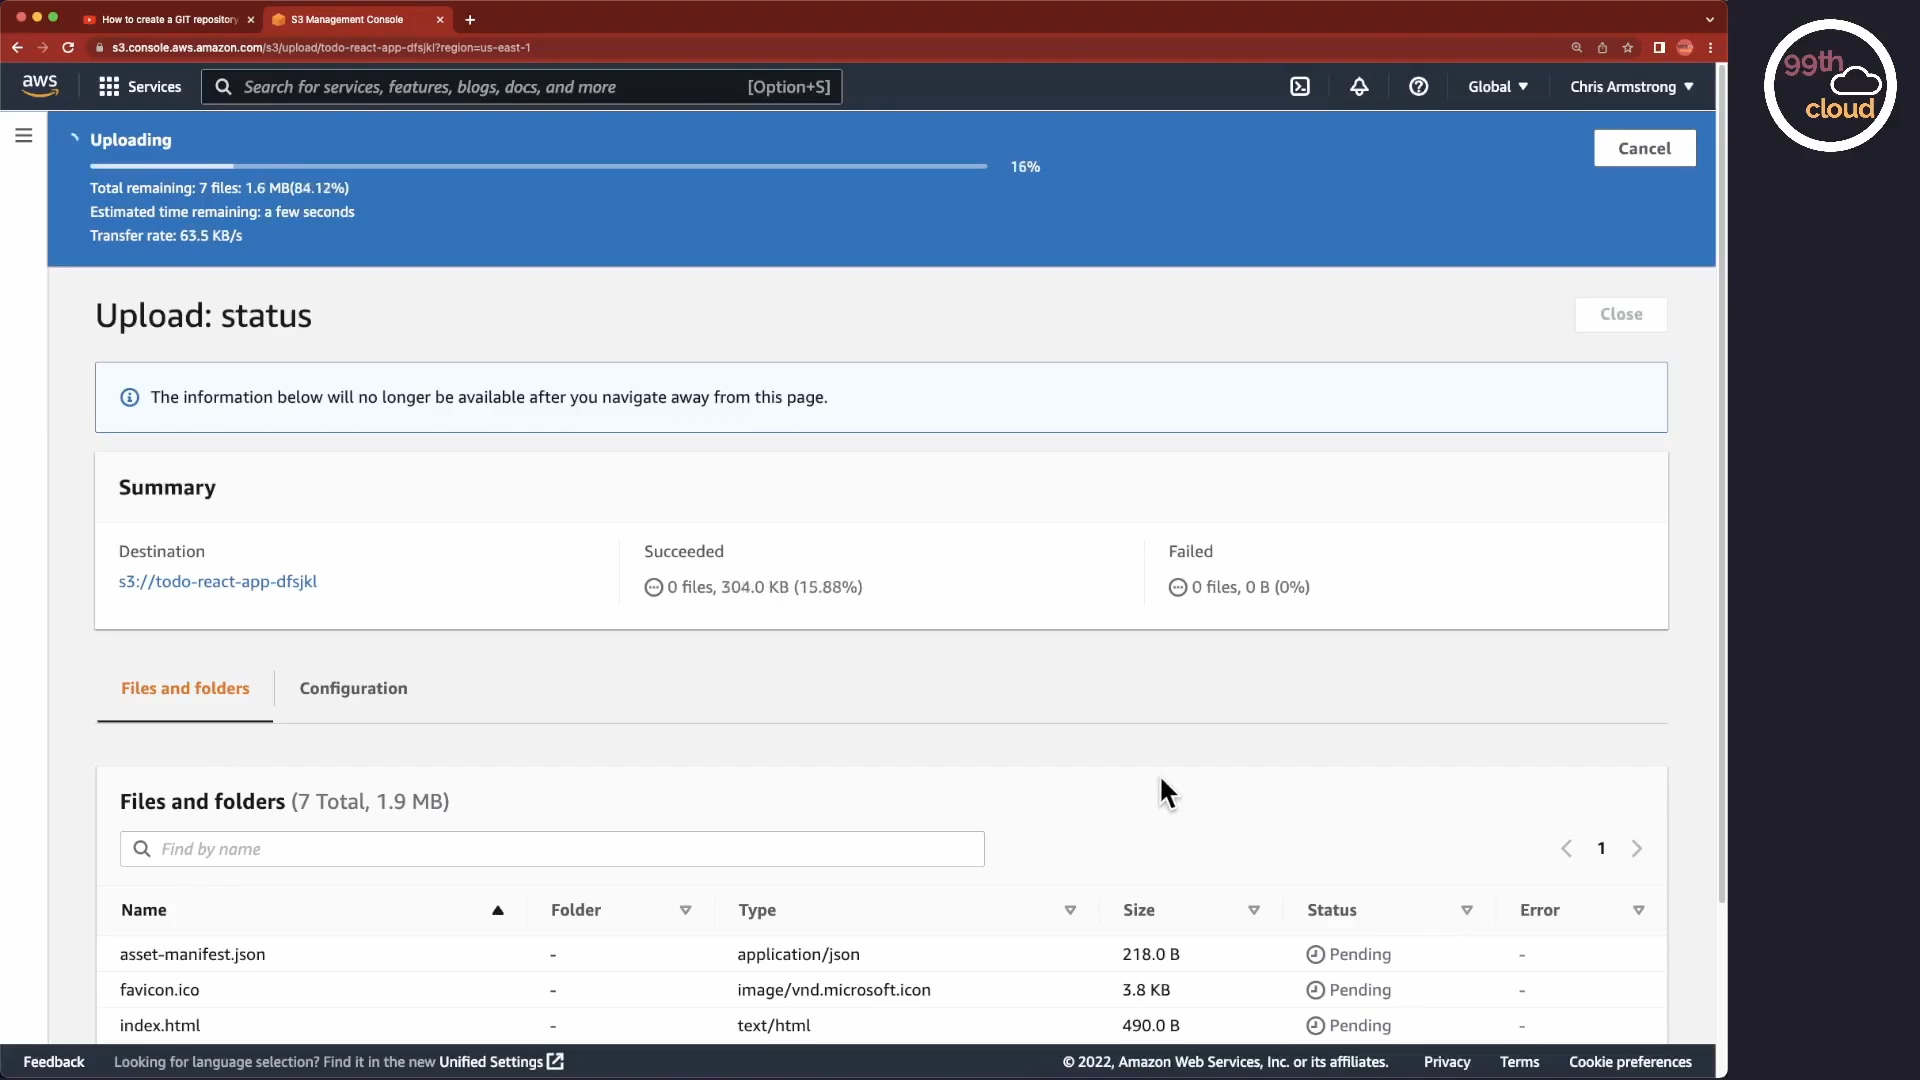 How to create a GIT repository
S3 Management Console
s3.console.aws.amazon.com/s3/upload/todo-react-app-dfsjkl?region=us-east-1
aws
Services
Search for services, features, blogs, docs, and more
[Option+S]
Global
Chris Armstrong
99th
cloud
Uploading
Cancel
16%
Total remaining: 7 files: 1.6 MB(84.12%)
Estimated time remaining: a few seconds
Transfer rate: 63.5 KB/s
Upload: status
Close
The information below will no longer be available after you navigate away from this page.
Summary
Destination
s3://todo-react-app-dfsjkl
Succeeded
0 files, 304.0 KB (15.88%)
Failed
0 files, 0 B (0%)
Files and folders
Configuration
Files and folders (7 Total, 1.9 MB)
Find by name
1
Name Folder Type Size Status Error
asset-manifest.json - application/json 218.0 B Pending -
favicon.ico - image/vnd.microsoft.icon 3.8 KB Pending -
index.html - text/html 490.0 B Pending -
Feedback
Looking for language selection? Find it in the new Unified Settings
© 2022, Amazon Web Services, Inc. or its affiliates.
Privacy
Terms
Cookie preferences